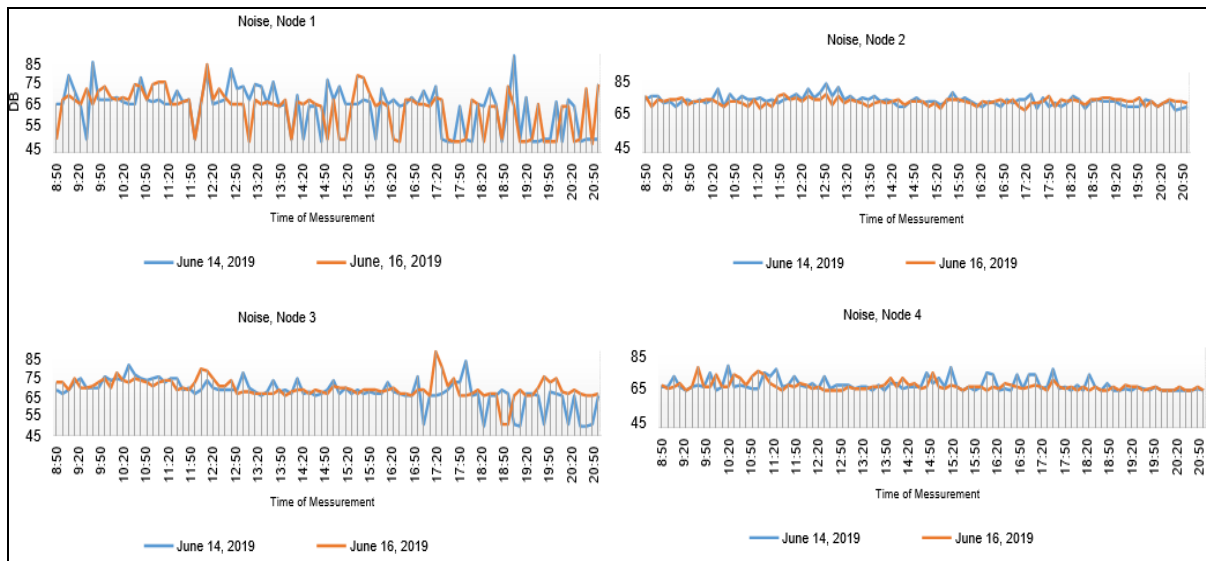 Noise, Node 1
DB
85
75
65
55
45
8:50 9:20 9:50 10:20 10:50 11:20 11:50 12:20 12:50 13:20 13:50 14:20 14:50 15:20 15:50 16:20 16:50 17:20 17:50 18:20 18:50 19:20 19:50 20:20 20:50
Time of Messurement
June 14, 2019 June, 16, 2019
Noise, Node 2
85
65
45
8:50 9:20 9:50 10:20 10:50 11:20 11:50 12:20 12:50 13:20 13:50 14:20 14:50 15:20 15:50 16:20 16:50 17:20 17:50 18:20 18:50 19:20 19:50 20:20 20:50
Time of Messurement
June 14, 2019 June 16, 2019
Noise, Node 3
85
75
65
55
45
8:50 9:20 9:50 10:20 10:50 11:20 11:50 12:20 12:50 13:20 13:50 14:20 14:50 15:20 15:50 16:20 16:50 17:20 17:50 18:20 18:50 19:20 19:50 20:20 20:50
Time of Messurement
June 14, 2019 June 16, 2019
Noise, Node 4
85
65
45
8:50 9:20 9:50 10:20 10:50 11:20 11:50 12:20 12:50 13:20 13:50 14:20 14:50 15:20 15:50 16:20 16:50 17:20 17:50 18:20 18:50 19:20 19:50 20:20 20:50
Time of Messurement
June 14, 2019 June 16, 2019